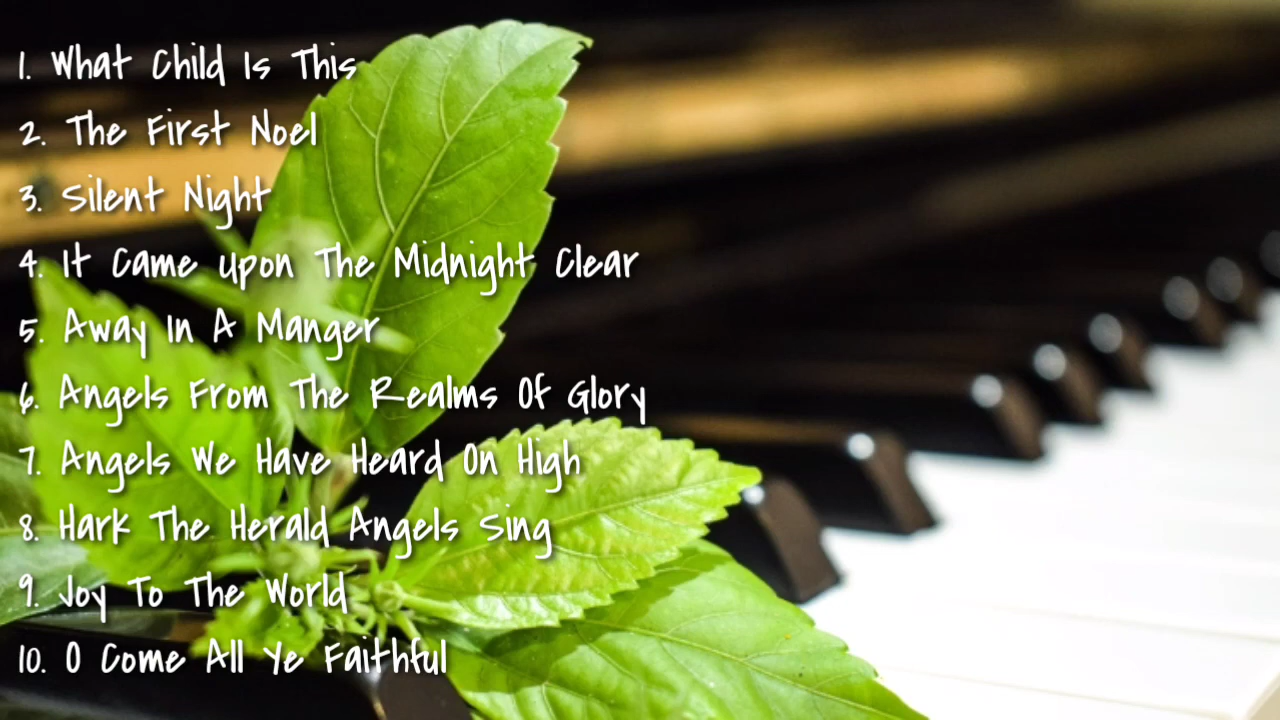 1. What Child Is This
2. The First Noel
3. Silent Night
4. It Came Upon The Midnight Clear
5. Away In A Manger
6. Angels From The Realms Of Glory
7. Angels We Have Heard On High
8. Hark The Herald Angels Sing
9. Joy To The World
10. O Come All Ye Faithful